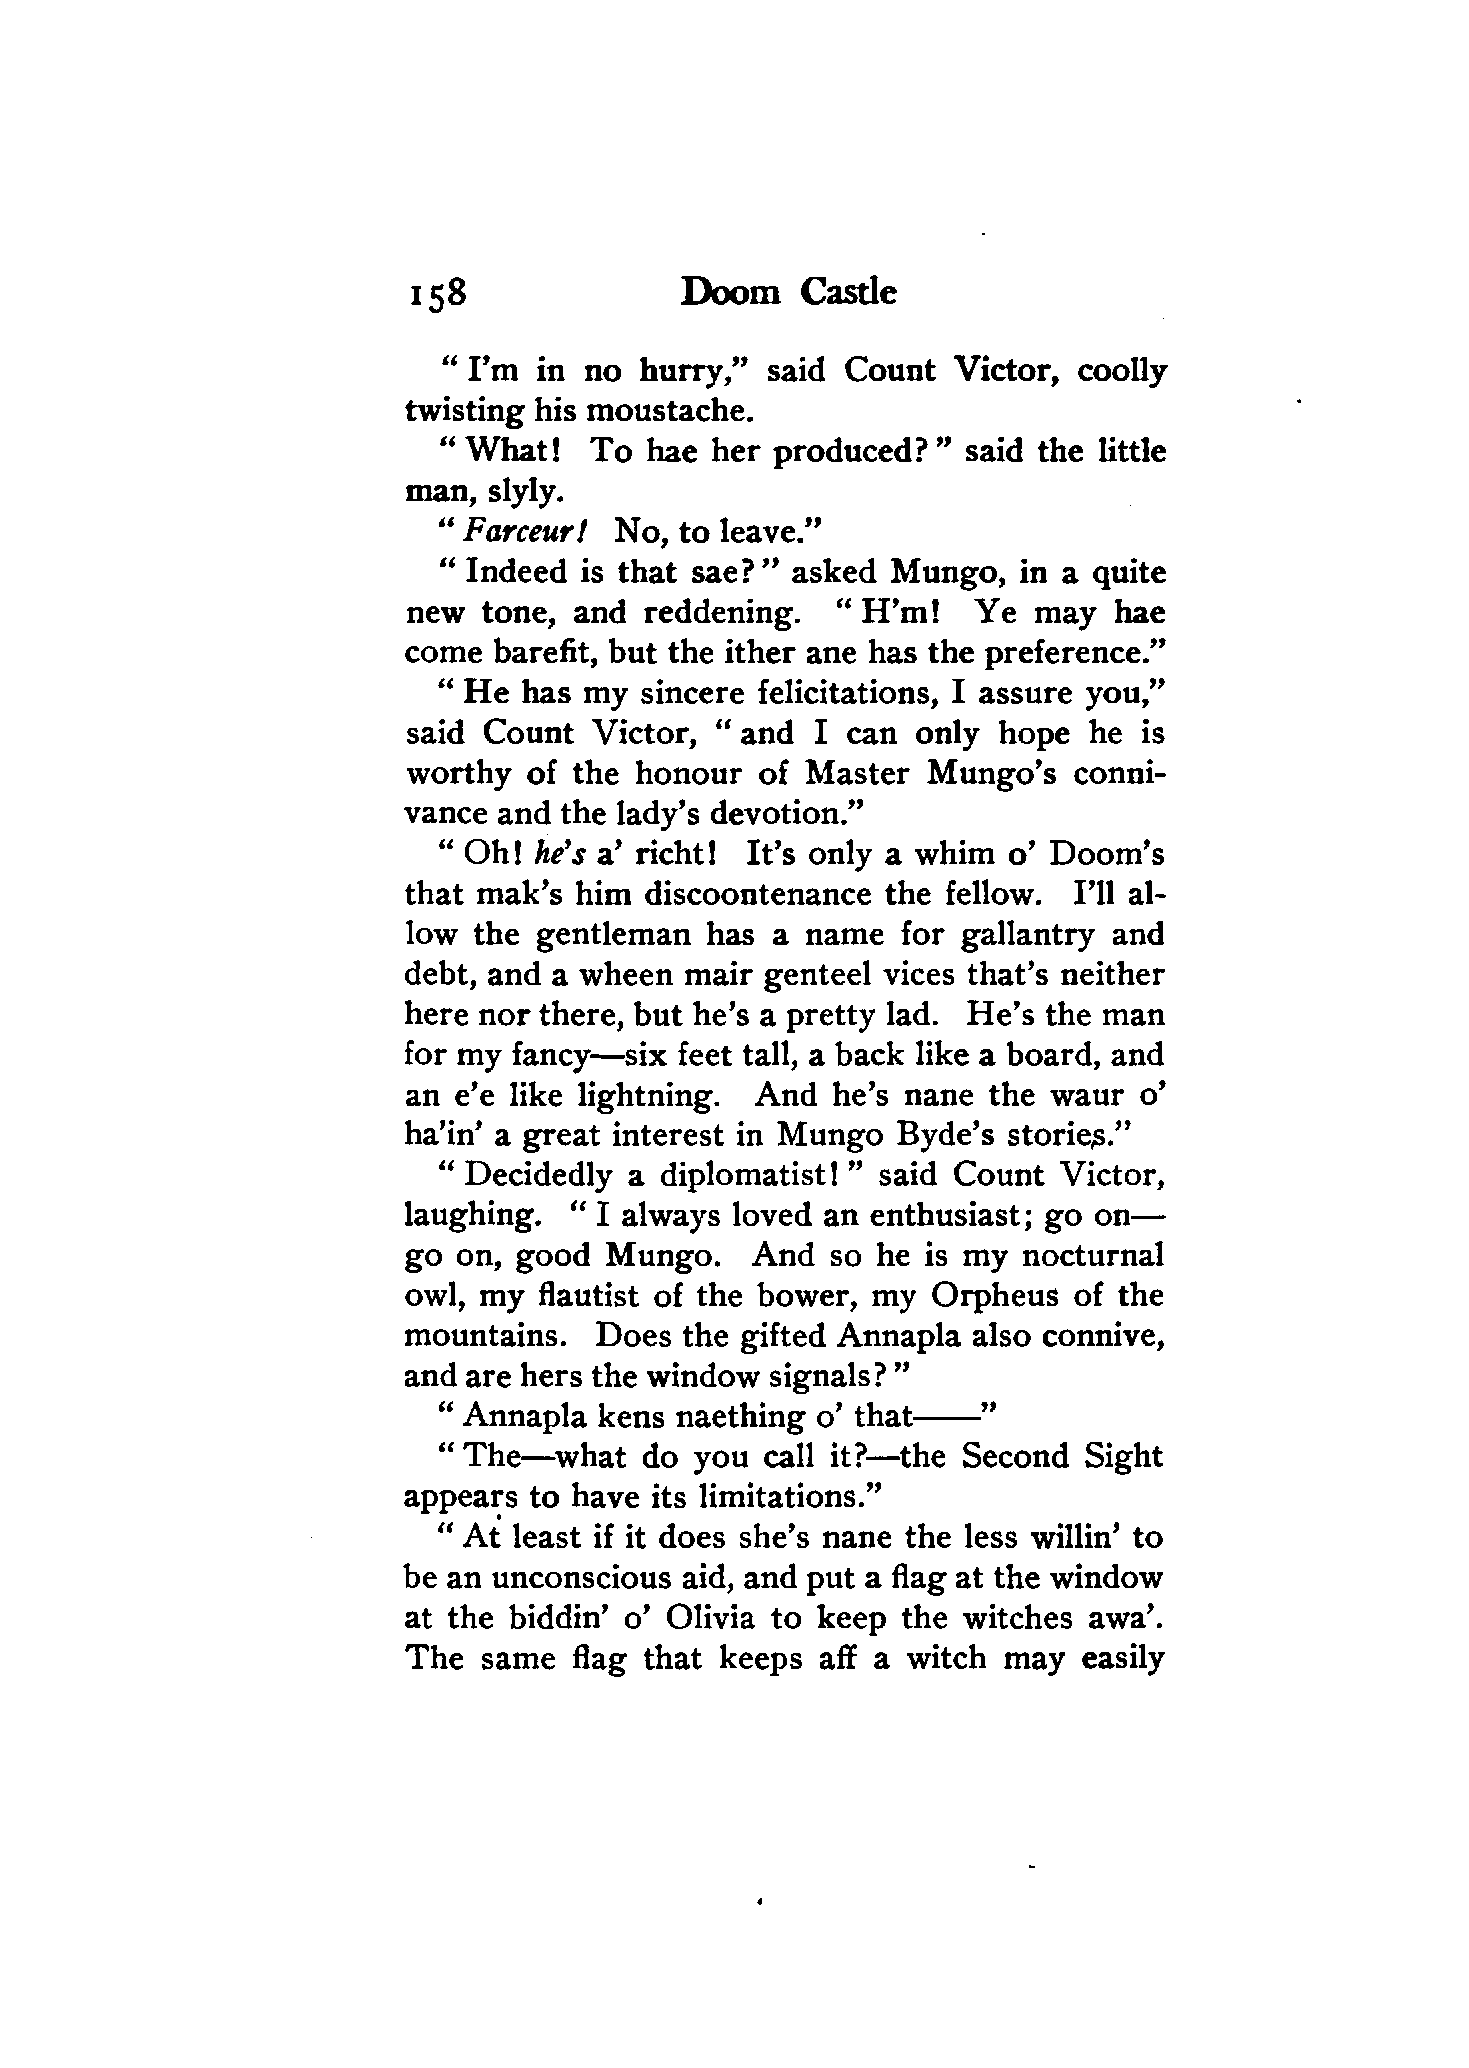 158 Doom Castle
“ I’m in no hurry,” said Count Victor, coolly
twisting his moustache.
“ What! To hae her produced? ” said the little
man, slyly.
“ Farceur! No, to leave.”
“ Indeed is that sae? ” asked Mungo, in a quite
new tone, and reddening. “ H’m! Ye may hae
come barefit, but the ither ane has the preference.”
“ He has my sincere felicitations, I assure you,”
said Count Victor, “ and I can only hope he is
worthy of the honour of Master Mungo’s conni-
vance and the lady’s devotion.”
“ Oh! he’s a’ richt! It’s only a whim o’ Doom’s
that mak’s him discoontenance the fellow. I’ll al-
low the gentleman has a name for gallantry and
debt, and a wheen mair genteel vices that’s neither
here nor there, but he’s a pretty lad. He’s the man
for my fancy—six feet tall, a back like a board, and
an e’e like lightning. And he’s nane the waur o’
ha’in’ a great interest in Mungo Byde’s stories.”
“ Decidedly a diplomatist! ” said Count Victor,
laughing. “ I always loved an enthusiast; go on—
go on, good Mungo. And so he is my nocturnal
owl, my flautist of the bower, my Orpheus of the
mountains. Does the gifted Annapla also connive,
and are hers the window signals? ”
“ Annapla kens naething o’ that——”
“ The—what do you call it?—the Second Sight
appears to have its limitations.”
“ At least if it does she’s nane the less willin’ to
be an unconscious aid, and put a flag at the window
at the biddin’ o’ Olivia to keep the witches awa’.
The same flag that keeps aff a witch may easily